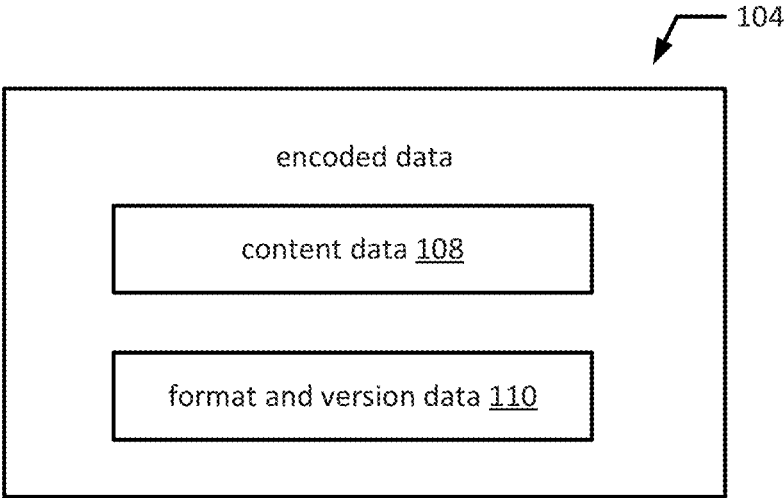 104
encoded data
content data 108
format and version data 110